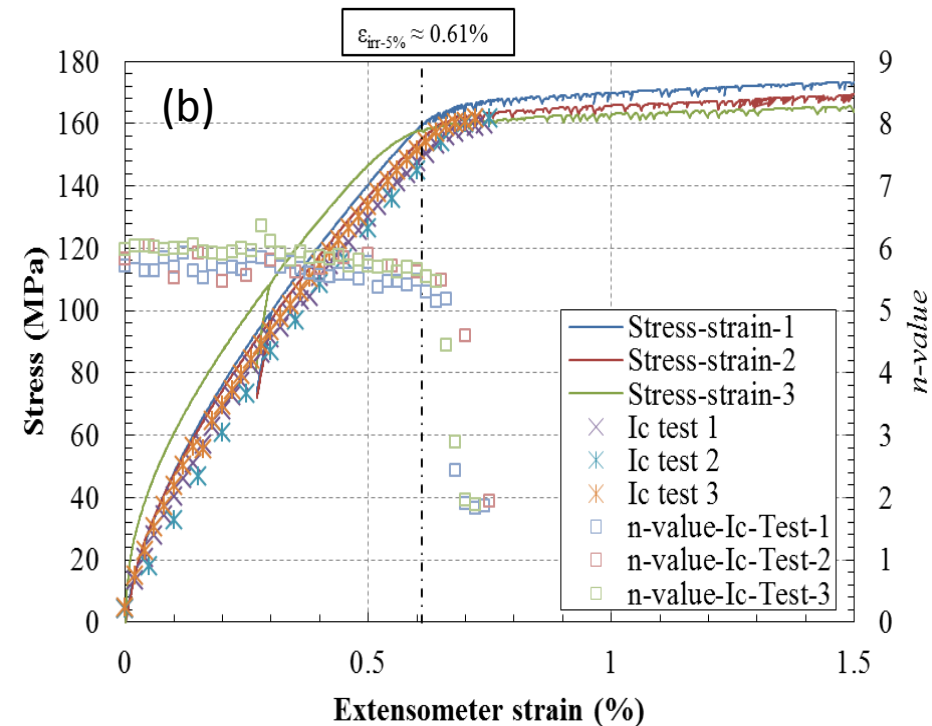 ε_irr-5% ≈ 0.61%
(b)
180
160
140
120
100
80
60
40
20
0
Stress (MPa)
9
8
7
6
5
4
3
2
1
0
n-value
Stress-strain-1
Stress-strain-2
Stress-strain-3
Ic test 1
Ic test 2
Ic test 3
n-value-Ic-Test-1
n-value-Ic-Test-2
n-value-Ic-Test-3
0 0.5 1 1.5
Extensometer strain (%)